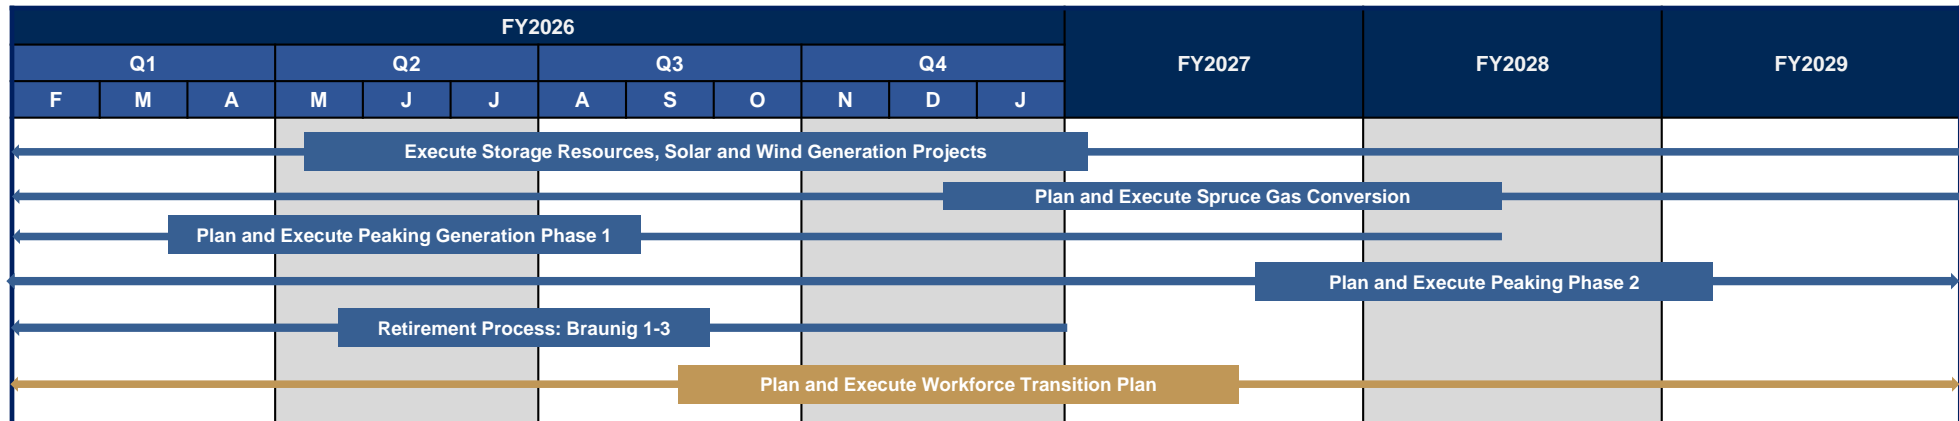 FY2026
FY2027
FY2028
FY2029
Q1
Q2
Q3
Q4
F
M
A
M
J
J
A
S
O
N
D
J
Execute Storage Resources, Solar and Wind Generation Projects
Plan and Execute Spruce Gas Conversion
Plan and Execute Peaking Generation Phase 1
Plan and Execute Peaking Phase 2
Retirement Process: Braunig 1-3
Plan and Execute Workforce Transition Plan